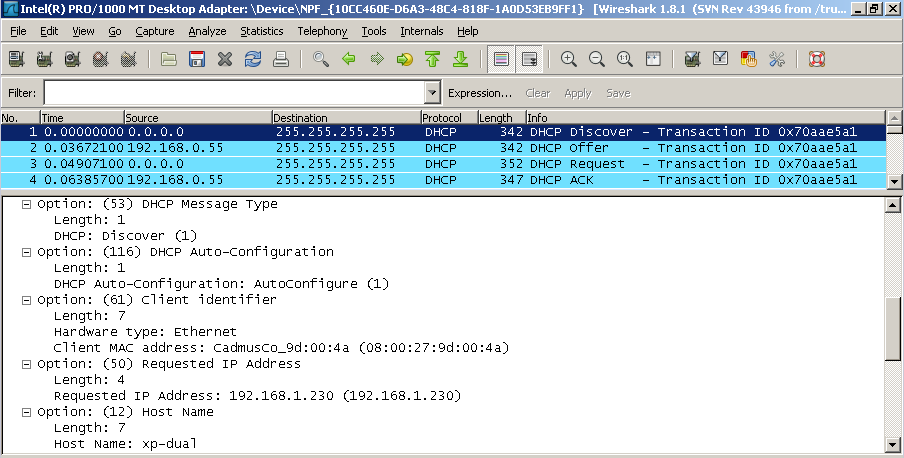 Intel(R) PRO/1000 MT Desktop Adapter: \Device\NPF_{10CC460E-D6A3-48C4-818F-1A0D53EB9FF1} [Wireshark 1.8.1 (SVN Rev 43946 from /tru...
File Edit View Go Capture Analyze Statistics Telephony Tools Internals Help
Filter: Expression... Clear Apply Save
No. Time Source Destination Protocol Length Info
1 0.00000000 0.0.0.0 255.255.255.255 DHCP 342 DHCP Discover - Transaction ID 0x70aae5a1
2 0.03672100 192.168.0.55 255.255.255.255 DHCP 342 DHCP Offer - Transaction ID 0x70aae5a1
3 0.04907100 0.0.0.0 255.255.255.255 DHCP 352 DHCP Request - Transaction ID 0x70aae5a1
4 0.06385700 192.168.0.55 255.255.255.255 DHCP 347 DHCP ACK - Transaction ID 0x70aae5a1
Option: (53) DHCP Message Type
Length: 1
DHCP: Discover (1)
Option: (116) DHCP Auto-Configuration
Length: 1
DHCP Auto-Configuration: AutoConfigure (1)
Option: (61) Client identifier
Length: 7
Hardware type: Ethernet
Client MAC address: CadmusCo_9d:00:4a (08:00:27:9d:00:4a)
Option: (50) Requested IP Address
Length: 4
Requested IP Address: 192.168.1.230 (192.168.1.230)
Option: (12) Host Name
Length: 7
Host Name: xp-dual